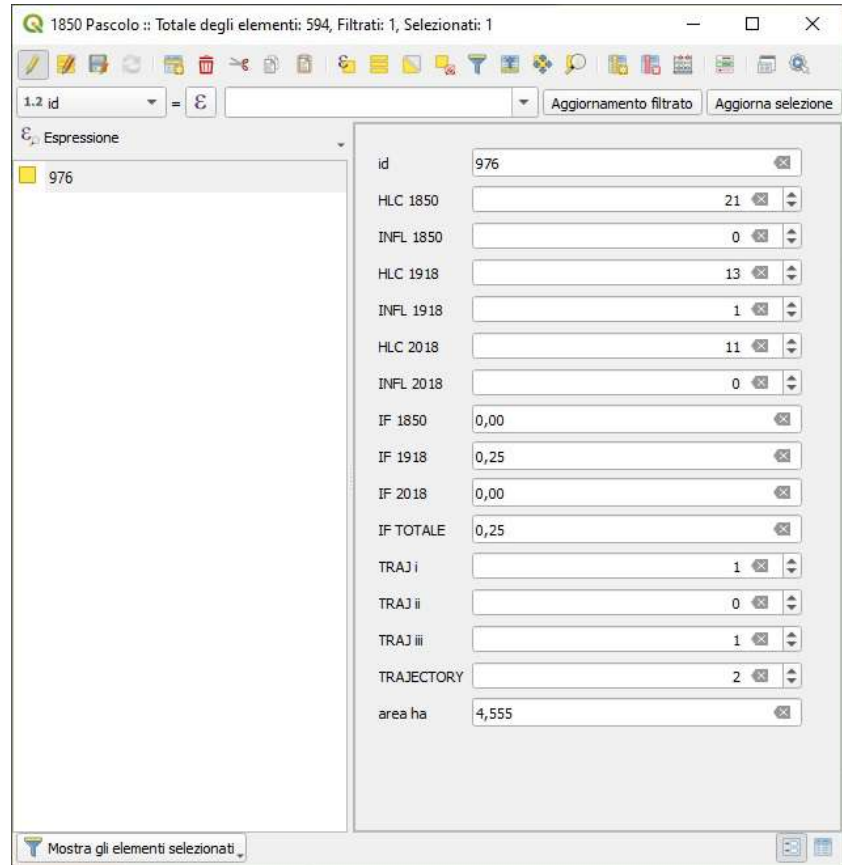 1850 Pascolo :: Totale degli elementi: 594, Filtrati: 1, Selezionati: 1
1.2 id = ε Aggiornamento filtrato Aggiorna selezione
Espressione
976
id 976
HLC 1850 21
INFL 1850 0
HLC 1918 13
INFL 1918 1
HLC 2018 11
INFL 2018 0
IF 1850 0,00
IF 1918 0,25
IF 2018 0,00
IF TOTALE 0,25
TRAJ i 1
TRAJ ii 0
TRAJ iii 1
TRAJECTORY 2
area ha 4,555
Mostra gli elementi selezionati